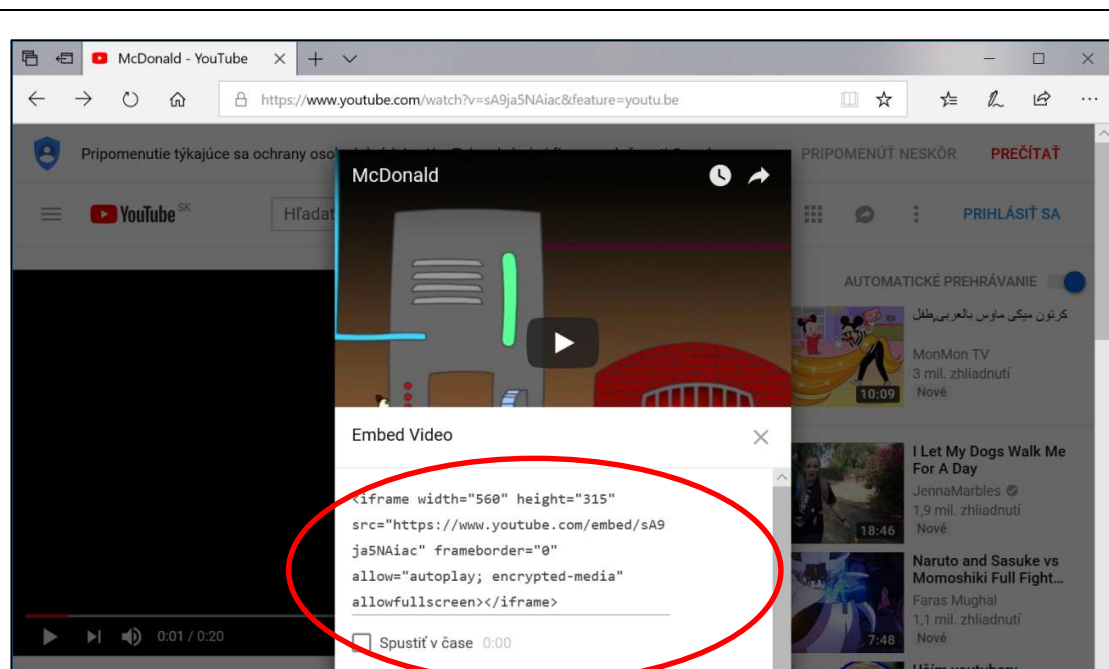 McDonald - YouTube
https://www.youtube.com/watch?v=sA9ja5NAiac&feature=youtu.be
Pripomenutie týkajúce sa ochrany oso
PRIPOMENÚŤ NESKÔR
PREČÍTAŤ
YouTube SK
Hľadať
PRIHLÁSIŤ SA
McDonald
Embed Video
<iframe width="560" height="315"
src="https://www.youtube.com/embed/sA9
ja5NAiac" frameborder="0"
allow="autoplay; encrypted-media"
allowfullscreen></iframe>
Spustiť v čase 0:00
0:01 / 0:20
AUTOMATICKÉ PREHRÁVANIE
كرتون ميكي ماوس بالعربي,طفل
MonMon TV
3 mil. zhliadnutí
Nové
10:09
I Let My Dogs Walk Me
For A Day
JennaMarbles
1,9 mil. zhliadnutí
Nové
18:46
Naruto and Sasuke vs
Momoshiki Full Fight...
Faras Mughal
1,1 mil. zhliadnutí
Nové
7:48